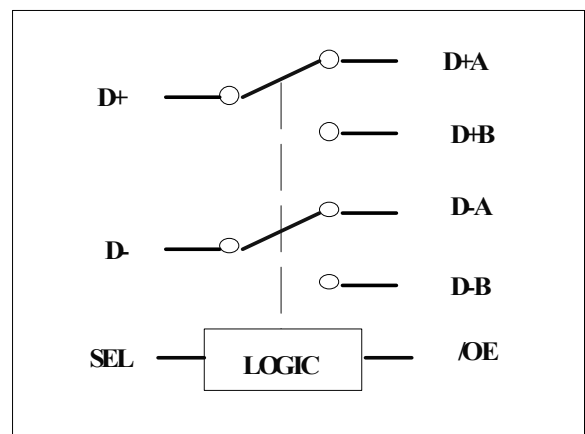 D+A
D+
D+B
D-A
D-
D-B
SEL
LOGIC
/OE